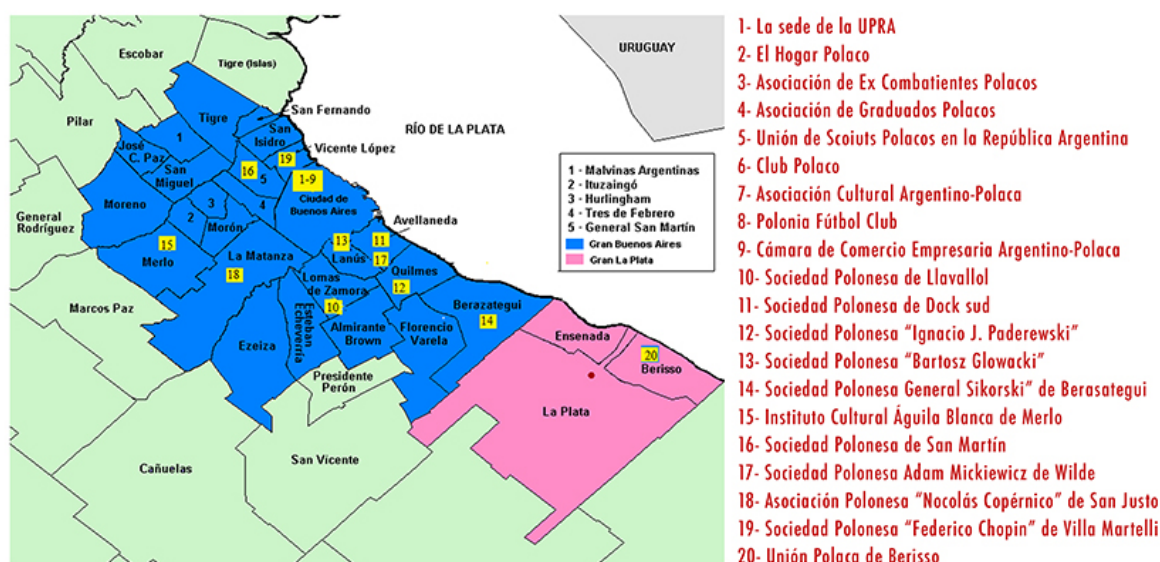 Escobar
Tigre (Islas)
URUGUAY
Pilar
Tigre
San Fernando
San
Isidro
RÍO DE LA PLATA
1
José
C. Paz
Vicente López
19
San
Miguel
16
5
1-9
Ciudad de
Buenos Aires
Moreno
2
3
4
Morón
General
Rodríguez
Avellaneda
15
Merlo
13
11
La Matanza
18
Lanús
17
Quilmes
12
Lomas
de Zamora
10
Marcos Paz
Esteban
Echeverría
Berazategui
14
Almirante
Brown
Florencio
Varela
Ezeiza
Ensenada
20
Berisso
Presidente
Perón
La Plata
San Vicente
Cañuelas
1 - Malvinas Argentinas
2 - Ituzaingó
3 - Hurlingham
4 - Tres de Febrero
5 - General San Martín
Gran Buenos Aires
Gran La Plata
1- La sede de la UPRA
2- El Hogar Polaco
3- Asociación de Ex Combatientes Polacos
4- Asociación de Graduados Polacos
5- Unión de Scoiuts Polacos en la República Argentina
6- Club Polaco
7- Asociación Cultural Argentino-Polaca
8- Polonia Fútbol Club
9- Cámara de Comercio Empresaria Argentino-Polaca
10- Sociedad Polonesa de Llavallol
11- Sociedad Polonesa de Dock sud
12- Sociedad Polonesa “Ignacio J. Paderewski”
13- Sociedad Polonesa “Bartosz Glowacki”
14- Sociedad Polonesa General Sikorski” de Berasategui
15- Instituto Cultural Águila Blanca de Merlo
16- Sociedad Polonesa de San Martín
17- Sociedad Polonesa Adam Mickiewicz de Wilde
18- Asociación Polonesa “Nocolás Copérnico” de San Justo
19- Sociedad Polonesa “Federico Chopin” de Villa Martelli
20- Unión Polaca de Berisso